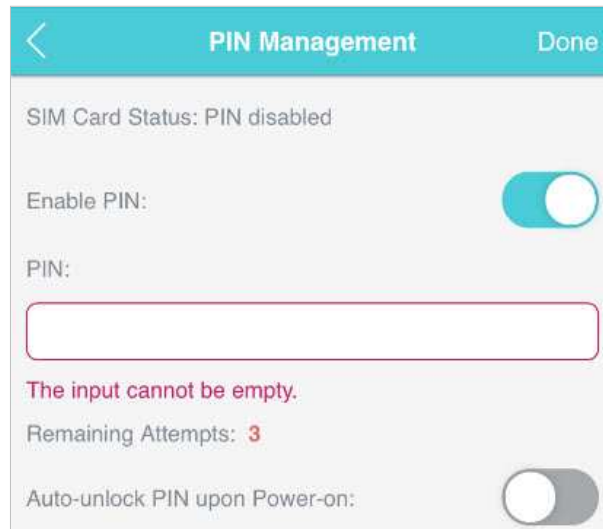 PIN Management Done
SIM Card Status: PIN disabled
Enable PIN:
PIN:
The input cannot be empty.
Remaining Attempts: 3
Auto-unlock PIN upon Power-on: